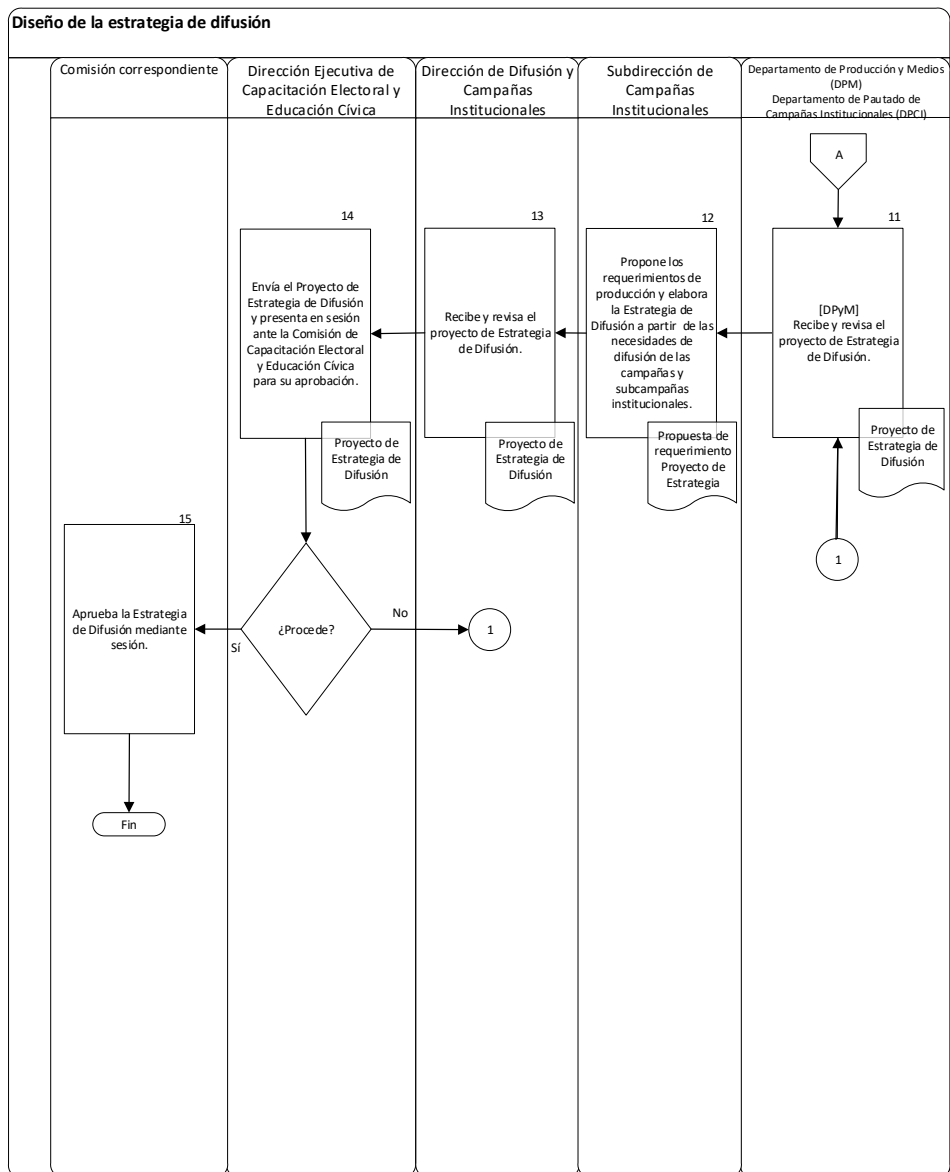 Diseño de la estrategia de difusión
Comisión correspondiente
Dirección Ejecutiva de
Capacitación Electoral y
Educación Cívica
Dirección de Difusión y
Campañas
Institucionales
Subdirección de
Campañas
Institucionales
Departamento de Producción y Medios
(DPM)
Departamento de Pautado de
Campañas Institucionales (DPCI)
A
11
[DPyM]
Recibe y revisa el
proyecto de Estrategia
de Difusión.
Proyecto de
Estrategia de
Difusión
1
12
Propone los
requerimientos de
producción y elabora
la Estrategia de
Difusión a partir de las
necesidades de
difusión de las
campañas y
subcampañas
institucionales.
Propuesta de
requerimiento
Proyecto de
Estrategia
13
Recibe y revisa el
proyecto de Estrategia
de Difusión.
Proyecto de
Estrategia de
Difusión
14
Envía el Proyecto de
Estrategia de Difusión
y presenta en sesión
ante la Comisión de
Capacitación Electoral
y Educación Cívica
para su aprobación.
Proyecto de
Estrategia de
Difusión
¿Procede?
No
1
Sí
15
Aprueba la Estrategia
de Difusión mediante
sesión.
Fin